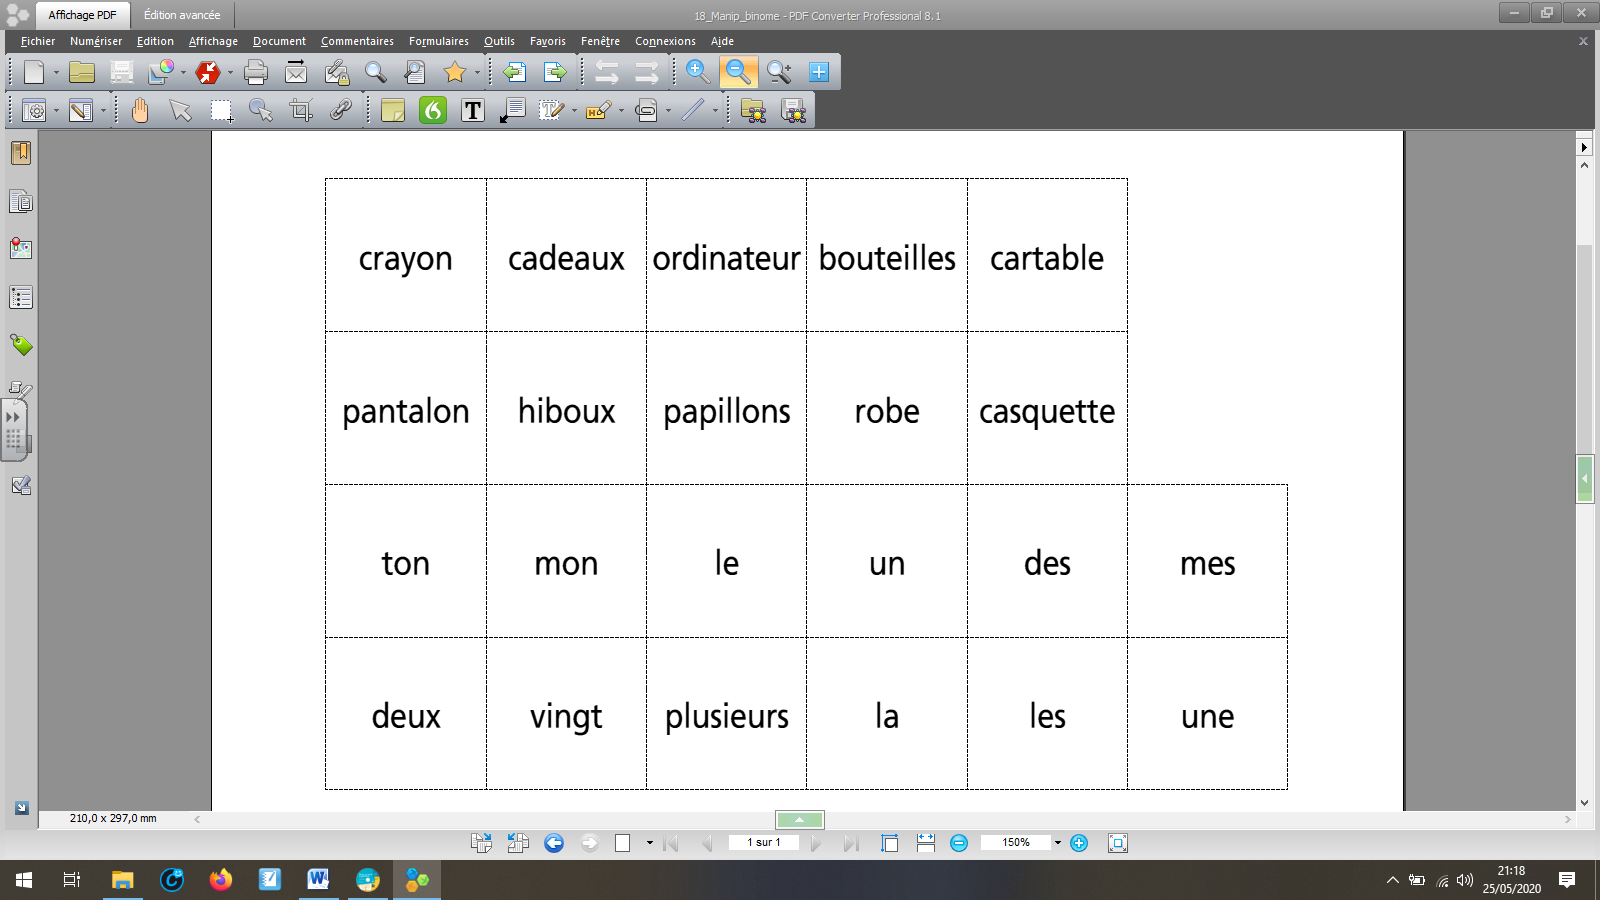 Affichage PDF Édition avancée 18_Manip_binome - PDF Converter Professional 8.1
Fichier Numériser Edition Affichage Document Commentaires Formulaires Outils Favoris Fenêtre Connexions Aide
crayon cadeaux ordinateur bouteilles cartable
pantalon hiboux papillons robe casquette
ton mon le un des mes
deux vingt plusieurs la les une
210,0 x 297,0 mm
1 sur 1 150%
21:18
25/05/2020